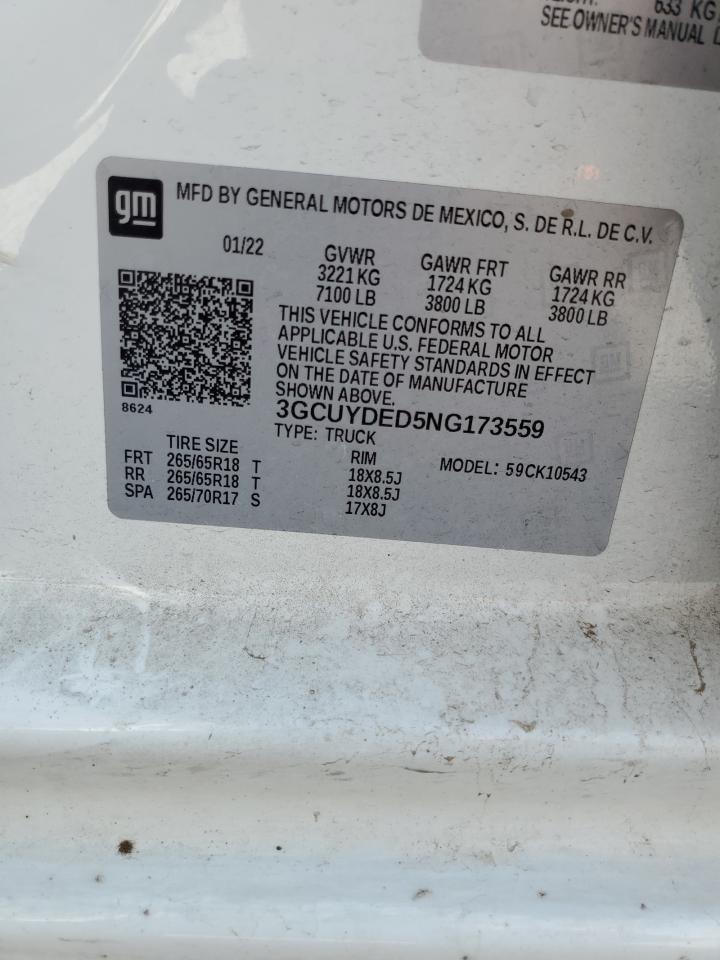 633 KG
SEE OWNER'S MANUAL
gm
MFD BY GENERAL MOTORS DE MEXICO, S. DE R.L. DE C.V.
01/22
GVWR GAWR FRT GAWR RR
3221 KG 1724 KG 1724 KG
7100 LB 3800 LB 3800 LB
THIS VEHICLE CONFORMS TO ALL
APPLICABLE U.S. FEDERAL MOTOR
VEHICLE SAFETY STANDARDS IN EFFECT
ON THE DATE OF MANUFACTURE
SHOWN ABOVE.
8624
3GCUYDED5NG173559
TYPE: TRUCK
TIRE SIZE RIM MODEL: 59CK10543
FRT 265/65R18 T 18X8.5J
RR 265/65R18 T 18X8.5J
SPA 265/70R17 S 17X8J